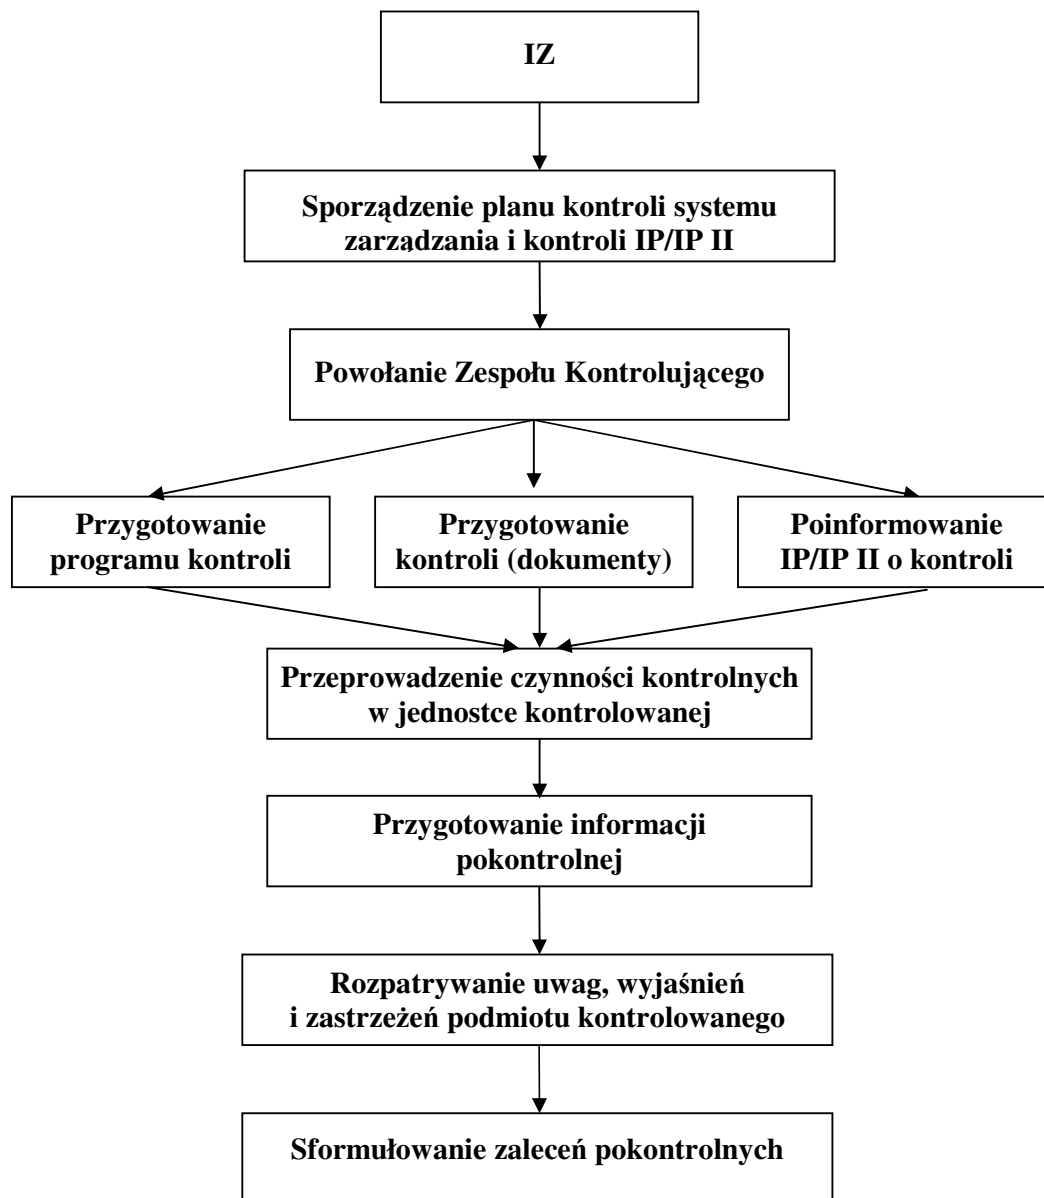 IZ
Sporządzenie planu kontroli systemu
zarządzania i kontroli IP/IP II
Powołanie Zespołu Kontrolującego
Przygotowanie
programu kontroli
Przygotowanie
kontroli (dokumenty)
Poinformowanie
IP/IP II o kontroli
Przeprowadzenie czynności kontrolnych
w jednostce kontrolowanej
Przygotowanie informacji
pokontrolnej
Rozpatrywanie uwag, wyjaśnień
i zastrzeżeń podmiotu kontrolowanego
Sformułowanie zaleceń pokontrolnych